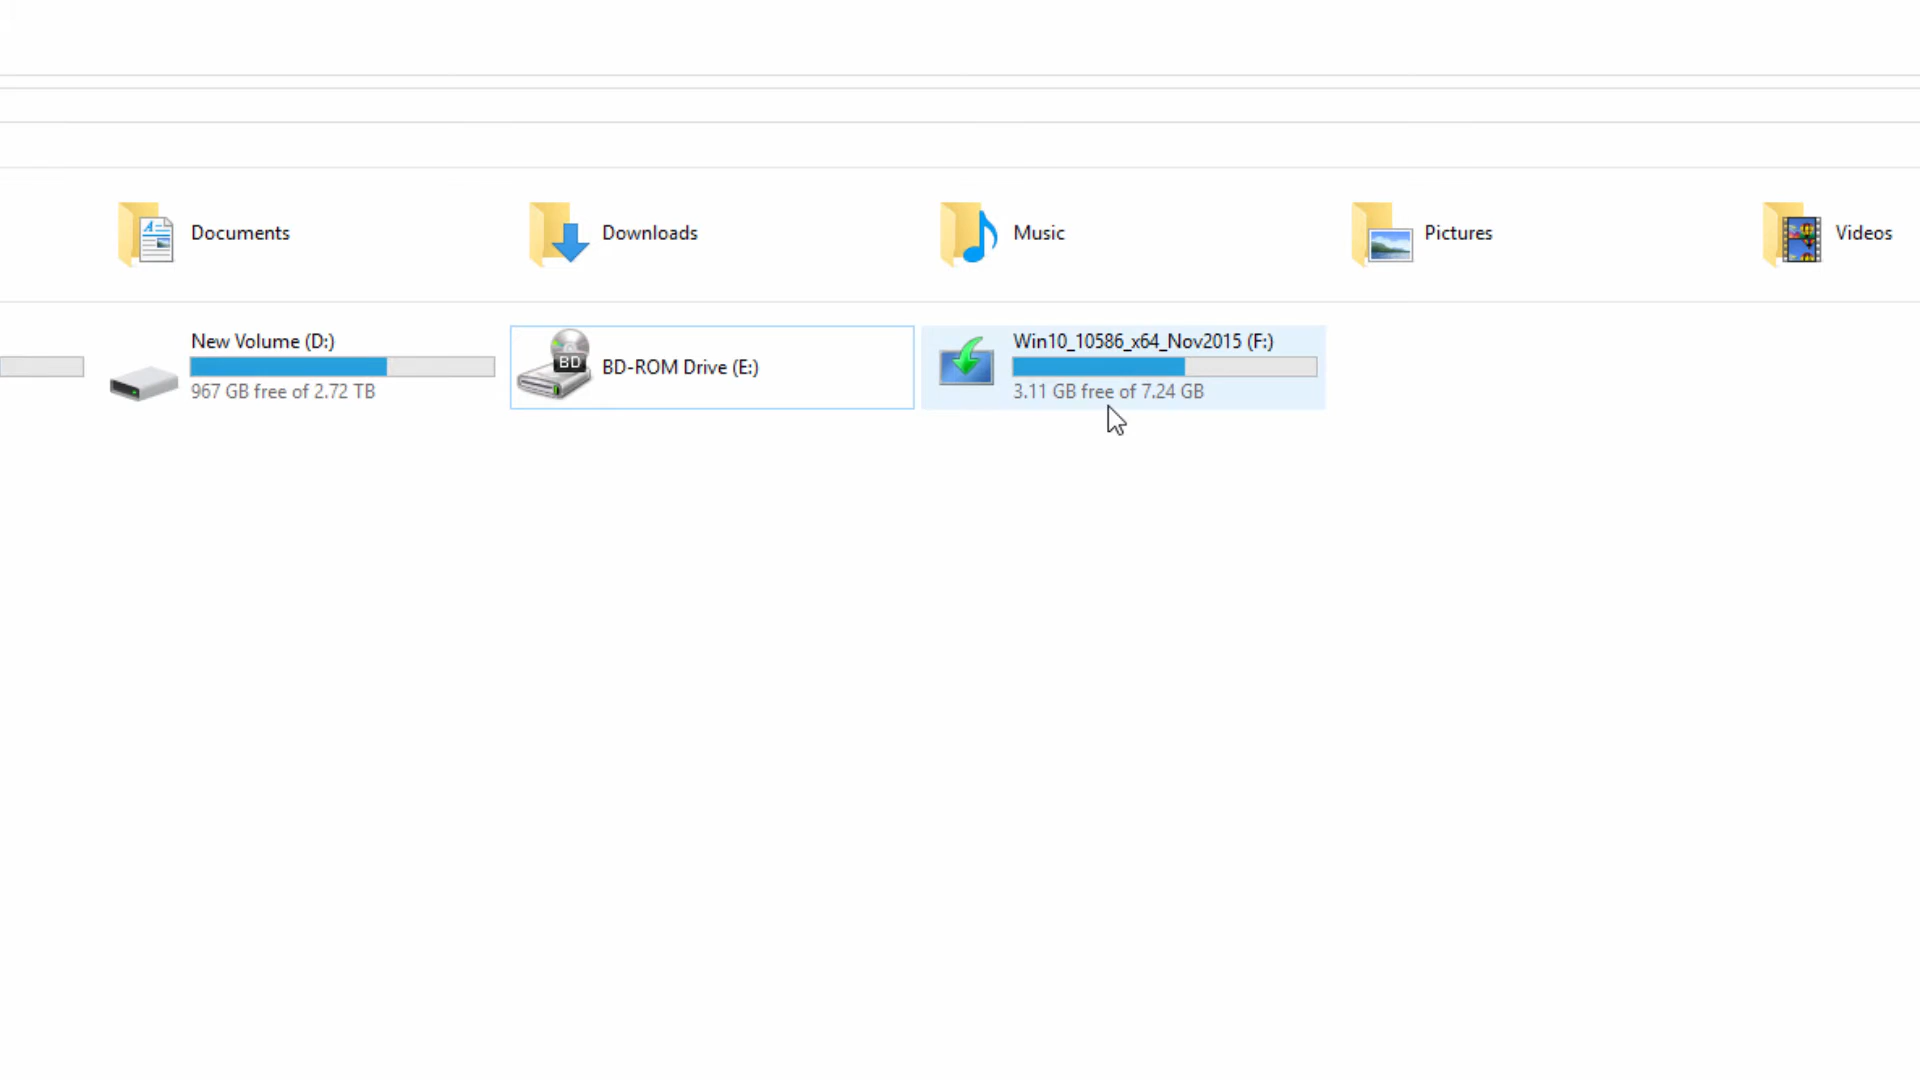 Documents
Downloads
Music
Pictures
Videos
New Volume (D:)
967 GB free of 2.72 TB
BD
BD-ROM Drive (E:)
Win10_10586_x64_Nov2015 (F:)
3.11 GB free of 7.24 GB